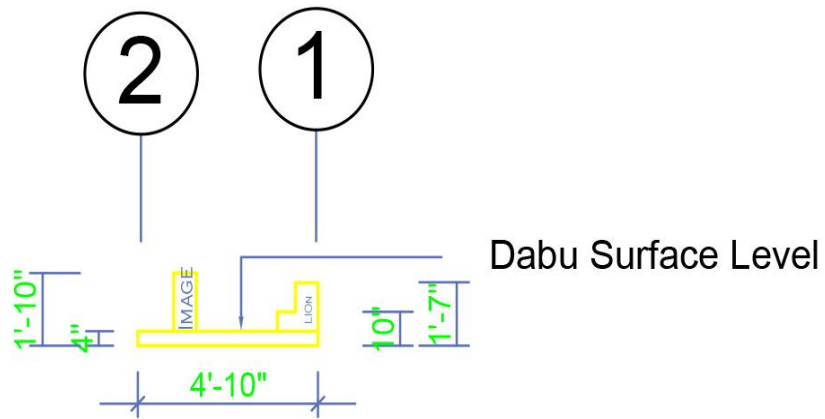 2
1
Dabu Surface Level
1'-10"
4"
IMAGE
LION
10"
1'-7"
4'-10"